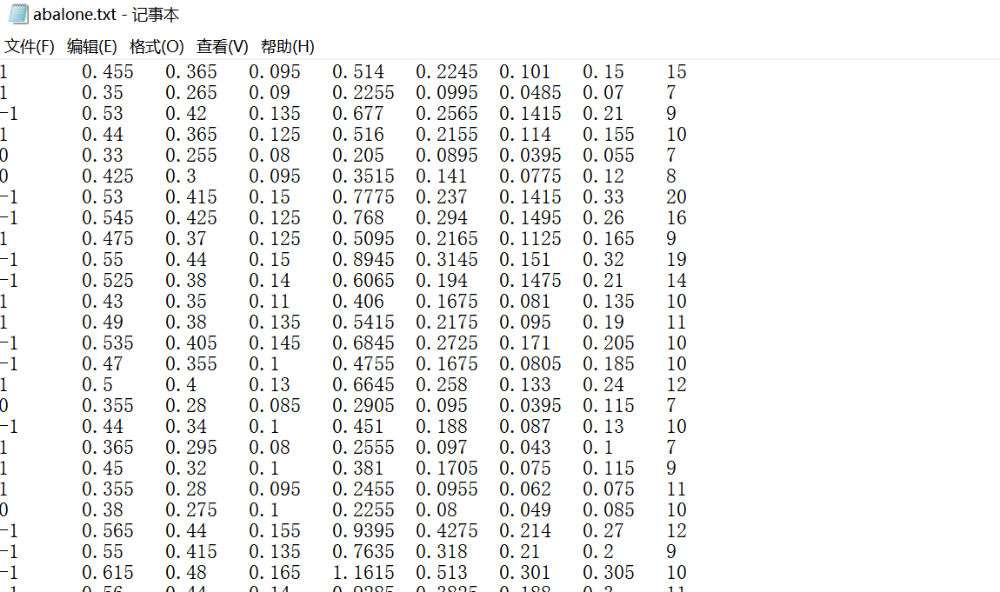 abalone.txt - 记事本
文件(F) 编辑(E) 格式(O) 查看(V) 帮助(H)
1 0.455 0.365 0.095 0.514 0.2245 0.101 0.15 15
1 0.35 0.265 0.09 0.2255 0.0995 0.0485 0.07 7
-1 0.53 0.42 0.135 0.677 0.2565 0.1415 0.21 9
1 0.44 0.365 0.125 0.516 0.2155 0.114 0.155 10
0 0.33 0.255 0.08 0.205 0.0895 0.0395 0.055 7
0 0.425 0.3 0.095 0.3515 0.141 0.0775 0.12 8
-1 0.53 0.415 0.15 0.7775 0.237 0.1415 0.33 20
-1 0.545 0.425 0.125 0.768 0.294 0.1495 0.26 16
1 0.475 0.37 0.125 0.5095 0.2165 0.1125 0.165 9
-1 0.55 0.44 0.15 0.8945 0.3145 0.151 0.32 19
-1 0.525 0.38 0.14 0.6065 0.194 0.1475 0.21 14
1 0.43 0.35 0.11 0.406 0.1675 0.081 0.135 10
1 0.49 0.38 0.135 0.5415 0.2175 0.095 0.19 11
-1 0.535 0.405 0.145 0.6845 0.2725 0.171 0.205 10
-1 0.47 0.355 0.1 0.4755 0.1675 0.0805 0.185 10
1 0.5 0.4 0.13 0.6645 0.258 0.133 0.24 12
0 0.355 0.28 0.085 0.2905 0.095 0.0395 0.115 7
-1 0.44 0.34 0.1 0.451 0.188 0.087 0.13 10
1 0.365 0.295 0.08 0.2555 0.097 0.043 0.1 7
1 0.45 0.32 0.1 0.381 0.1705 0.075 0.115 9
1 0.355 0.28 0.095 0.2455 0.0955 0.062 0.075 11
0 0.38 0.275 0.1 0.2255 0.08 0.049 0.085 10
-1 0.565 0.44 0.155 0.9395 0.4275 0.214 0.27 12
-1 0.55 0.415 0.135 0.7635 0.318 0.21 0.2 9
-1 0.615 0.48 0.165 1.1615 0.513 0.301 0.305 10